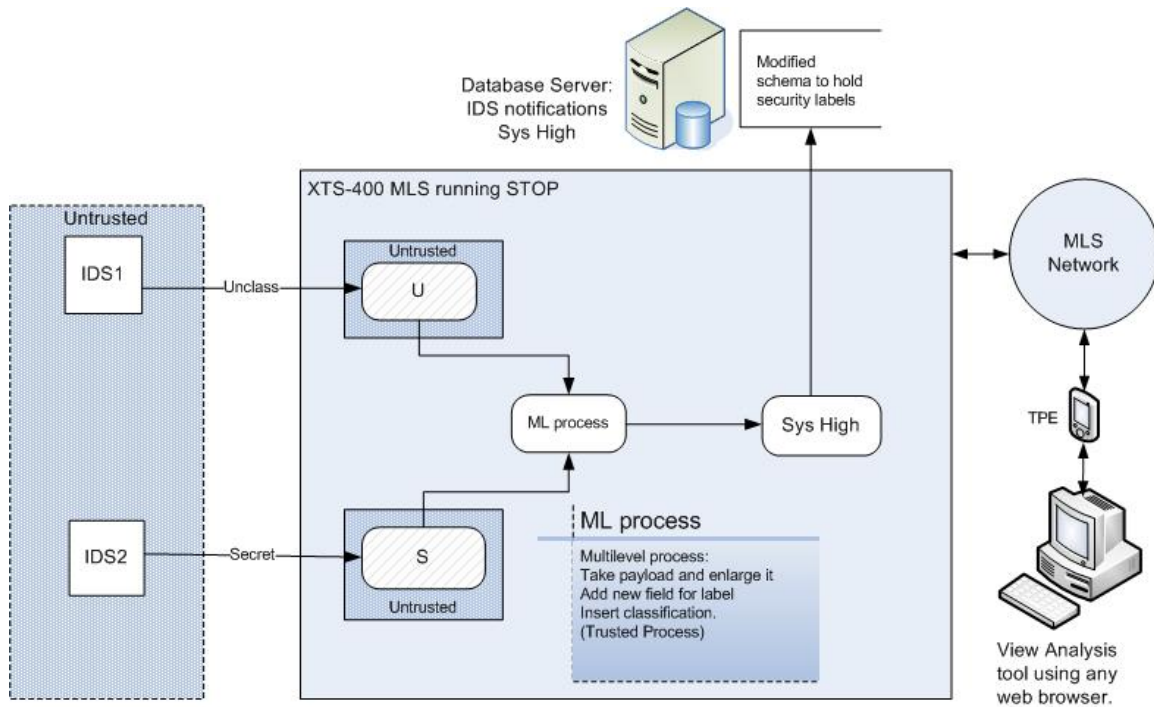 Database Server:
IDS notifications
Sys High
Modified
schema to hold
security labels
XTS-400 MLS running STOP
Untrusted
IDS1
Unclass
Untrusted
U
MLS
Network
ML process
Sys High
TPE
IDS2
Secret
S
Untrusted
ML process
Multilevel process:
Take payload and enlarge it
Add new field for label
Insert classification.
(Trusted Process)
View Analysis
tool using any
web browser.